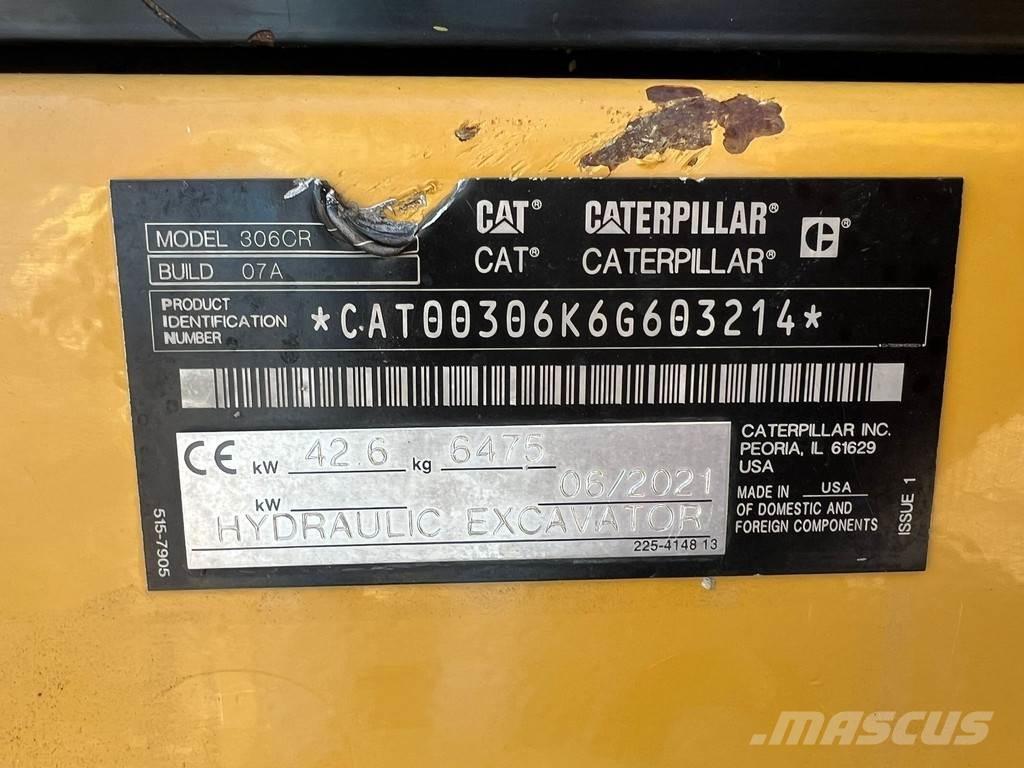 CAT® CATERPILLAR® ®
MODEL 306CR
CAT® CATERPILLAR®
BUILD 07A
PRODUCT
IDENTIFICATION
NUMBER
*CAT00306K6G603214*
CE kW 42.6 kg 6475
kW 06/2021
HYDRAULIC EXCAVATOR
225-4148 13
515-7905
CATERPILLAR INC.
PEORIA, IL 61629
USA
MADE IN USA
OF DOMESTIC AND
FOREIGN COMPONENTS
ISSUE 1
MASCUS